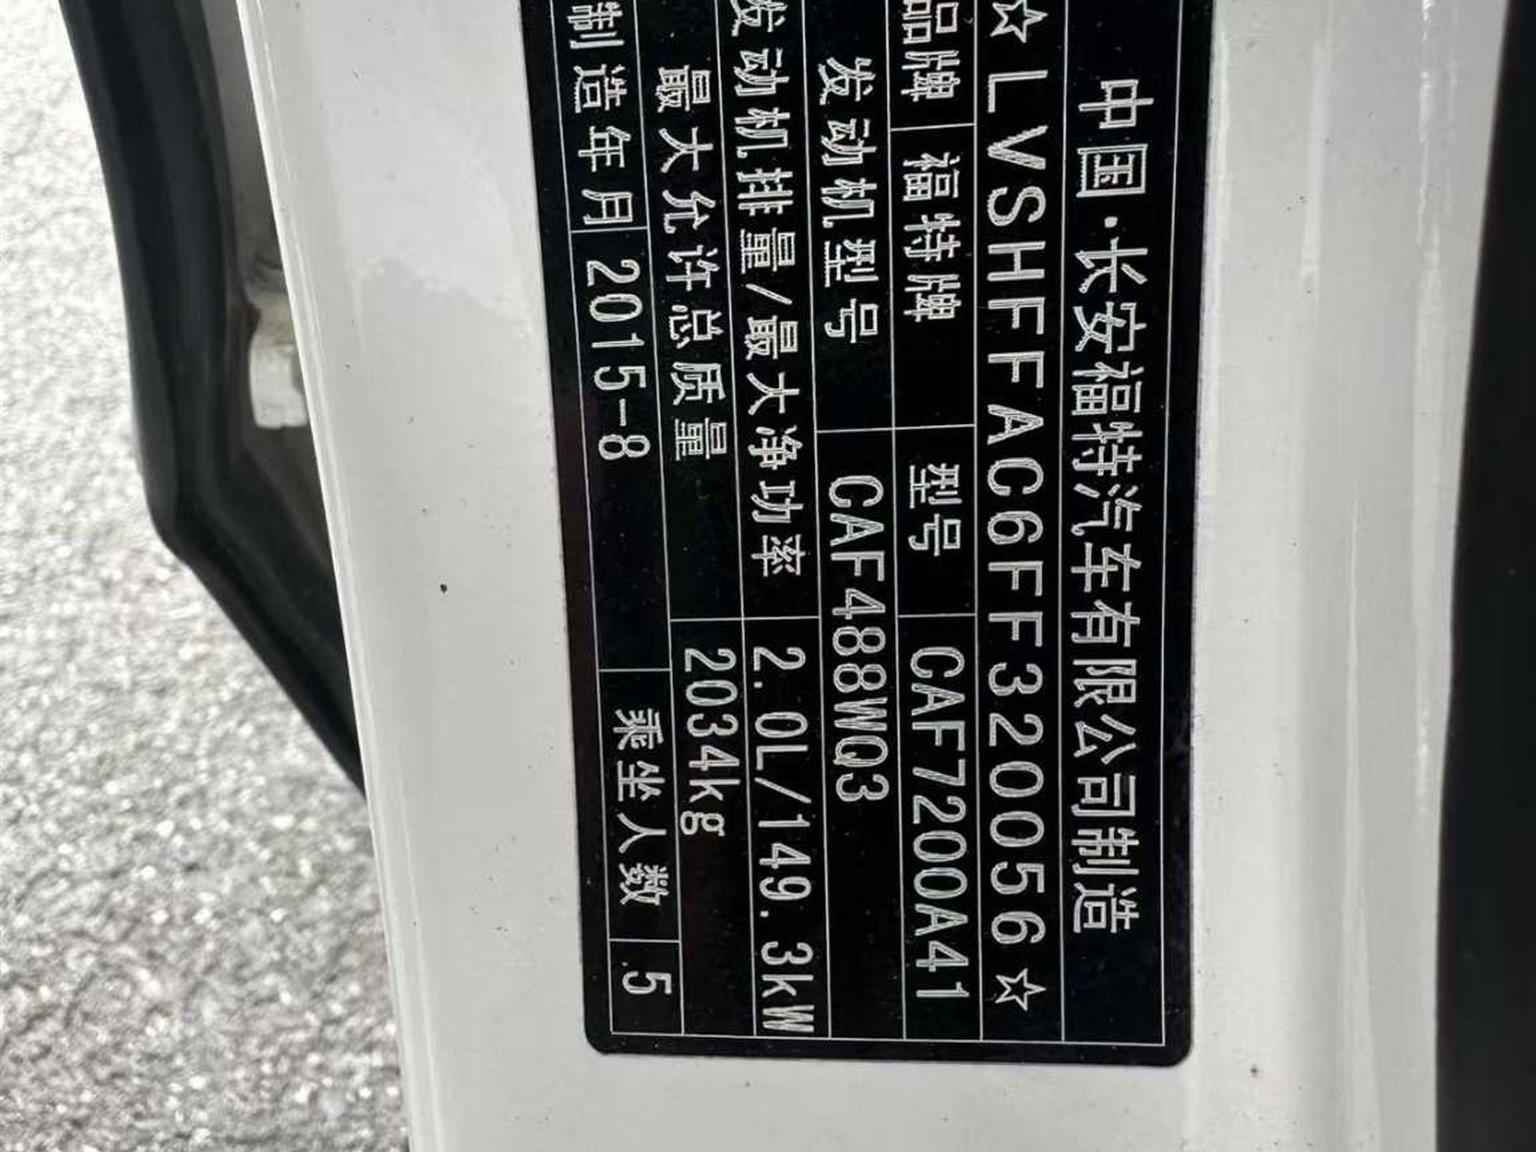 中国·长安福特汽车有限公司制造
☆LVSHFFAC6FF320056☆
品牌 福特牌 型号 CAF7200A41
发动机型号 CAF488WQ3
发动机排量/最大净功率 2.0L/149.3kW
最大允许总质量 2034kg
制造年月 2015-8 乘坐人数 5